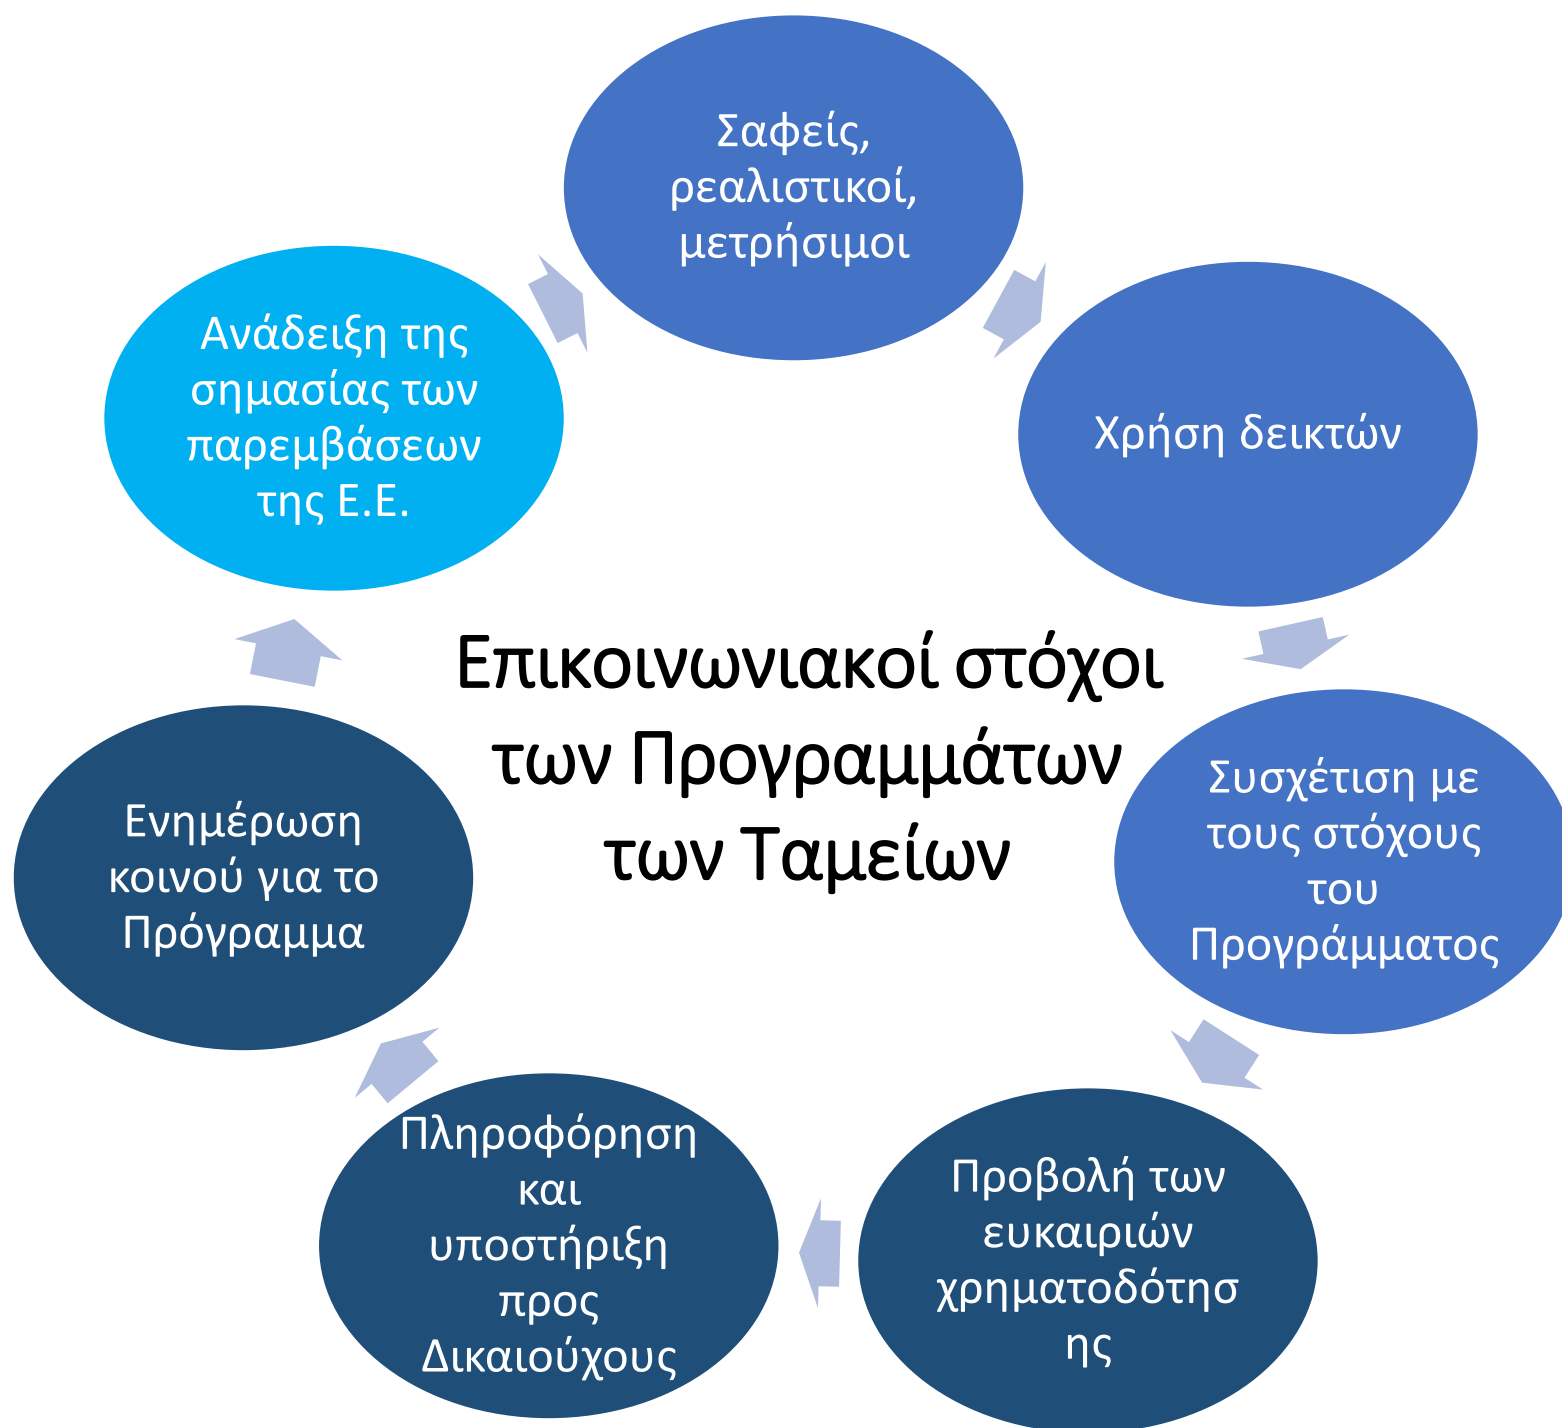 Σαφείς,
ρεαλιστικοί,
μετρήσιμοι
Χρήση δεικτών
Συσχέτιση με
τους στόχους
του
Προγράμματος
Προβολή των
ευκαιριών
χρηματοδότησ
ης
Πληροφόρηση
και
υποστήριξη
προς
Δικαιούχους
Ενημέρωση
κοινού για το
Πρόγραμμα
Ανάδειξη της
σημασίας των
παρεμβάσεων
της Ε.Ε.
Επικοινωνιακοί στόχοι
των Προγραμμάτων
των Ταμείων